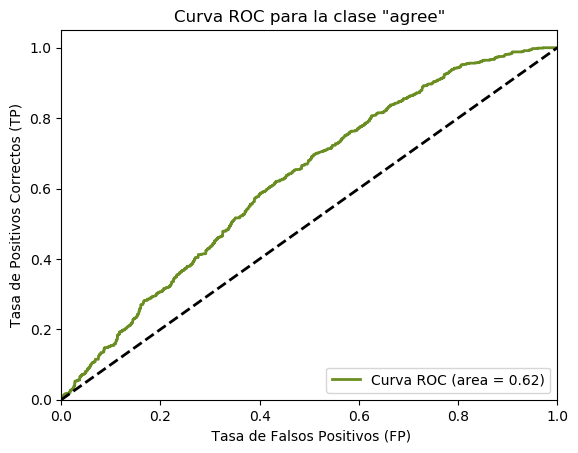 Curva ROC para la clase "agree"
Tasa de Positivos Correctos (TP)
1.0
0.8
0.6
0.4
0.2
0.0
0.0 0.2 0.4 0.6 0.8 1.0
Tasa de Falsos Positivos (FP)
Curva ROC (area = 0.62)